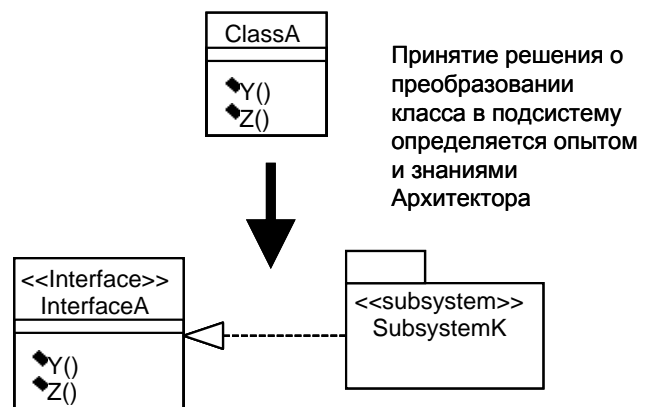 ClassA
Y()
Z()
Принятие решения о
преобразовании
класса в подсистему
определяется опытом
и знаниями
Архитектора
<<Interface>>
InterfaceA
Y()
Z()
<<subsystem>>
SubsystemK